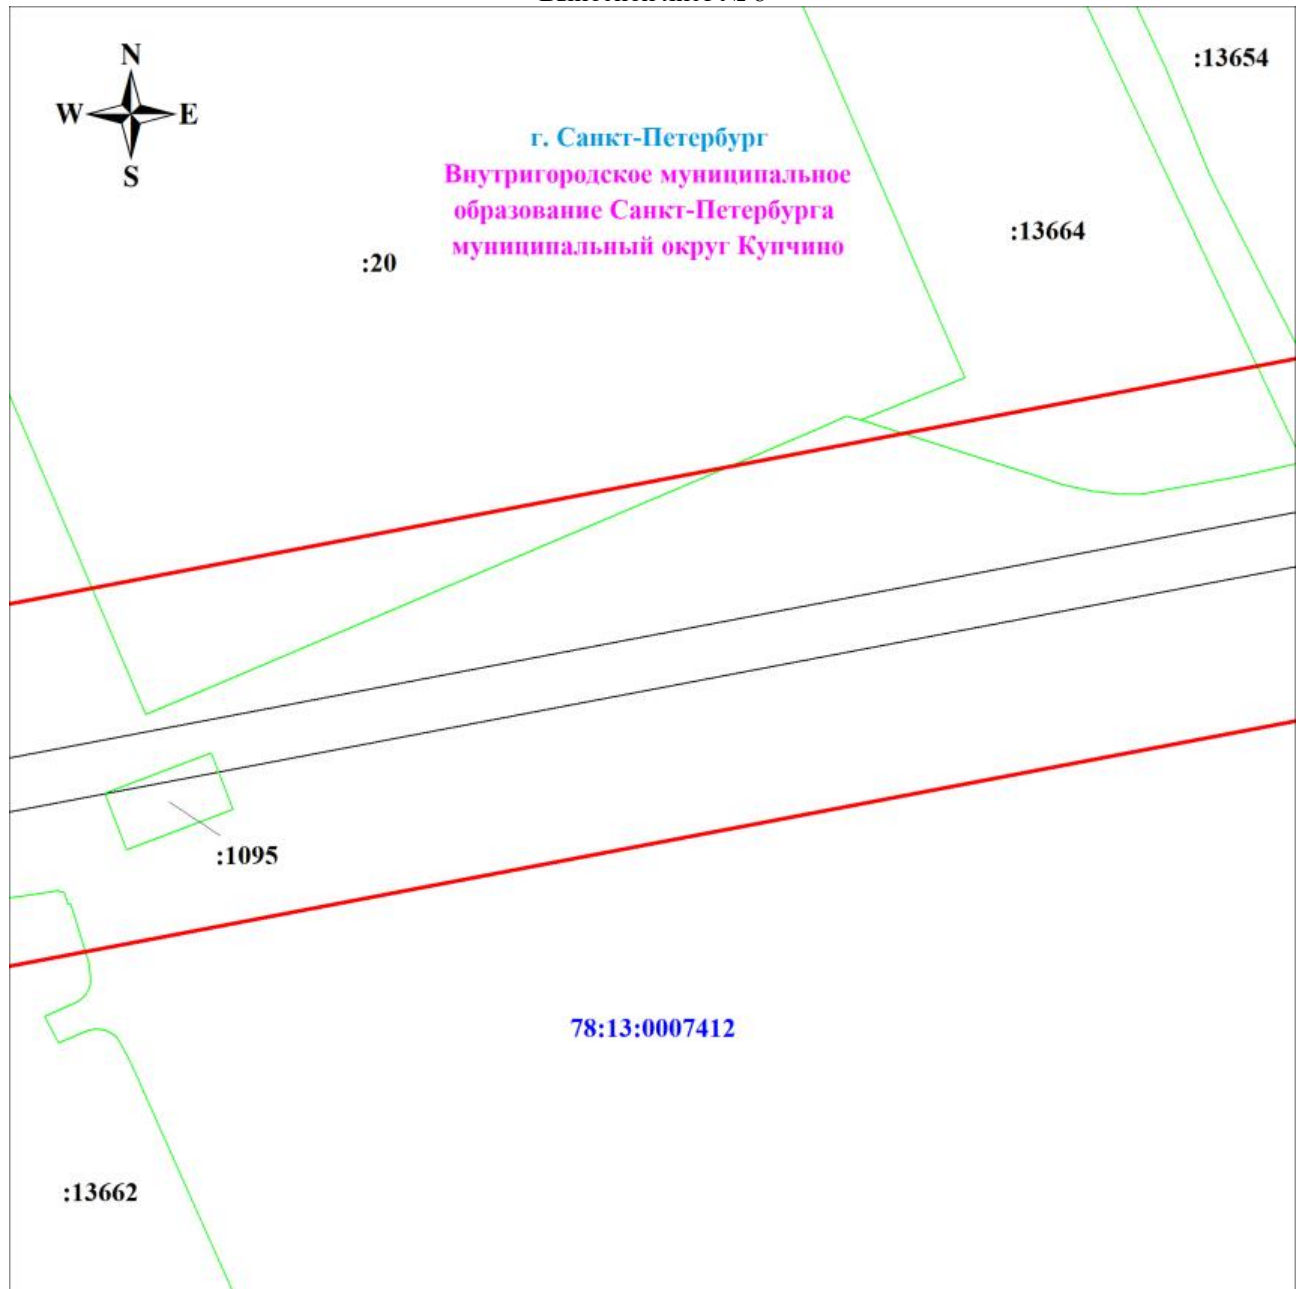 N
W E
S
:13654
г. Санкт-Петербург
Внутригородское муниципальное
образование Санкт-Петербурга
муниципальный округ Купчино
:13664
:20
:1095
78:13:0007412
:13662